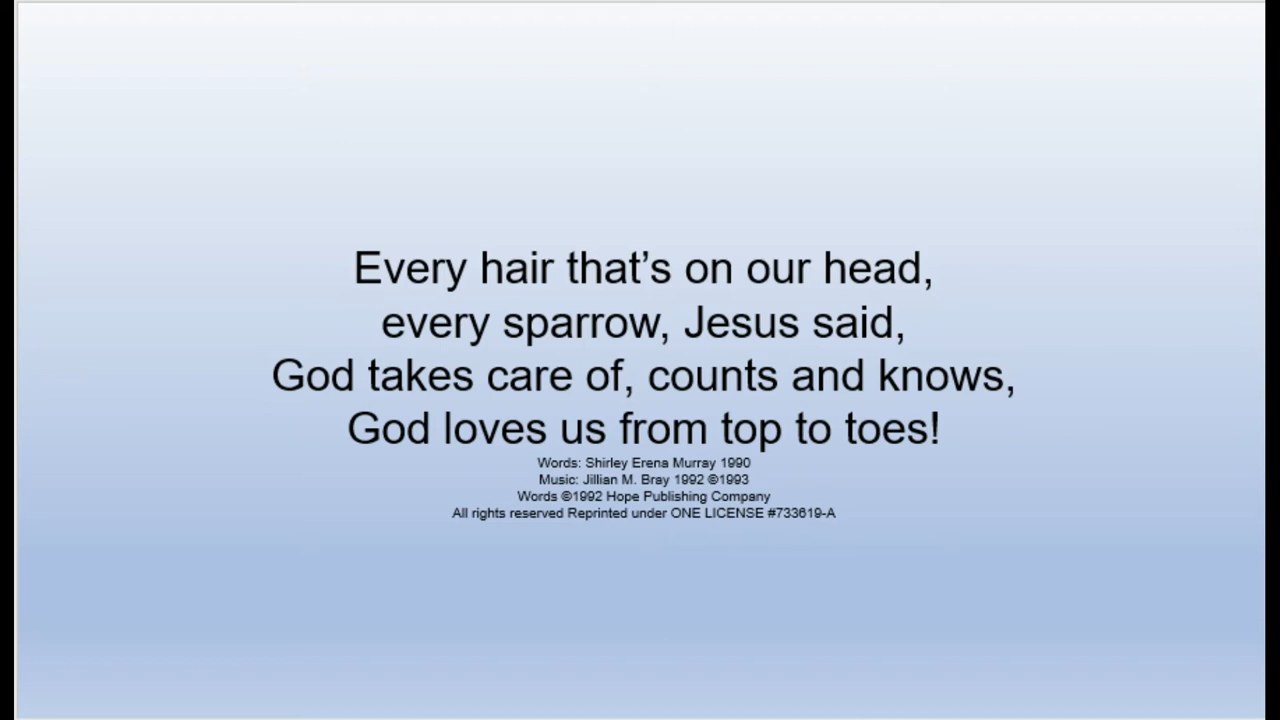 Every hair that’s on our head,
every sparrow, Jesus said,
God takes care of, counts and knows,
God loves us from top to toes!
Words: Shirley Erena Murray 1990
Music: Jillian M. Bray 1992 ©1993
Words ©1992 Hope Publishing Company
All rights reserved Reprinted under ONE LICENSE #733619-A